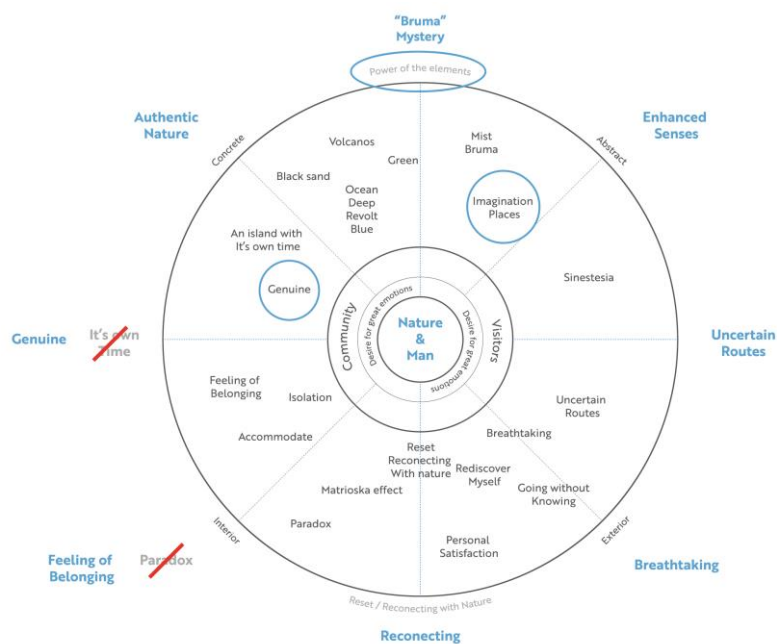 “Bruma”
Mystery
Power of the elements
Authentic
Nature
Enhanced
Senses
Concrete
Abstract
Volcanos
Green
Black sand
Ocean
Deep
Revolt
Blue
Mist
Bruma
Imagination
Places
An island with
It's own time
Genuine
Sinestesia
Community
Desire for great emotions
Nature
&
Man
Desire for great emotions
Visitors
Genuine
It's own
Time
Uncertain
Routes
Feeling of
Belonging
Isolation
Accommodate
Uncertain
Routes
Breathtaking
Reset
Reconecting
With nature
Rediscover
Myself
Going without
Knowing
Matrioska effect
Paradox
Personal
Satisfaction
Interior
Exterior
Feeling of
Belonging
Paradox
Breathtaking
Reset / Reconecting with Nature
Reconecting